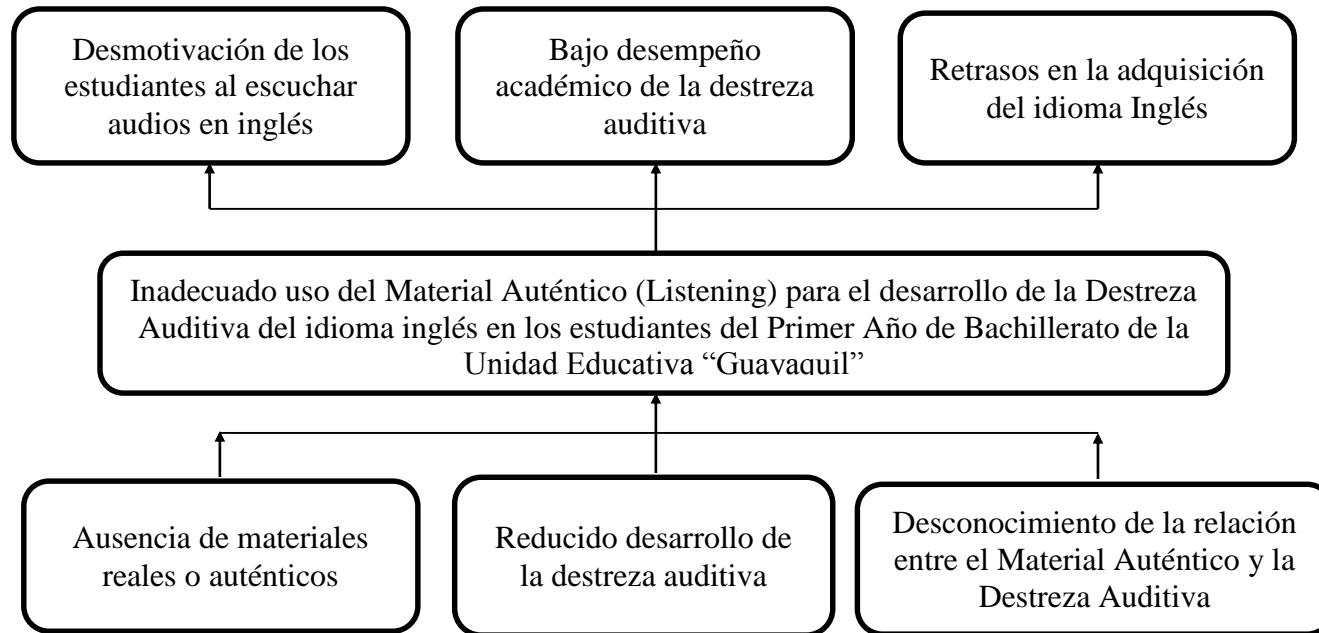 Desmotivación de los
estudiantes al escuchar
audios en inglés
Bajo desempeño
académico de la destreza
auditiva
Retrasos en la adquisición
del idioma Inglés
Inadecuado uso del Material Auténtico (Listening) para el desarrollo de la Destreza
Auditiva del idioma inglés en los estudiantes del Primer Año de Bachillerato de la
Unidad Educativa “Guayaquil”
Ausencia de materiales
reales o auténticos
Reducido desarrollo de
la destreza auditiva
Desconocimiento de la relación
entre el Material Auténtico y la
Destreza Auditiva